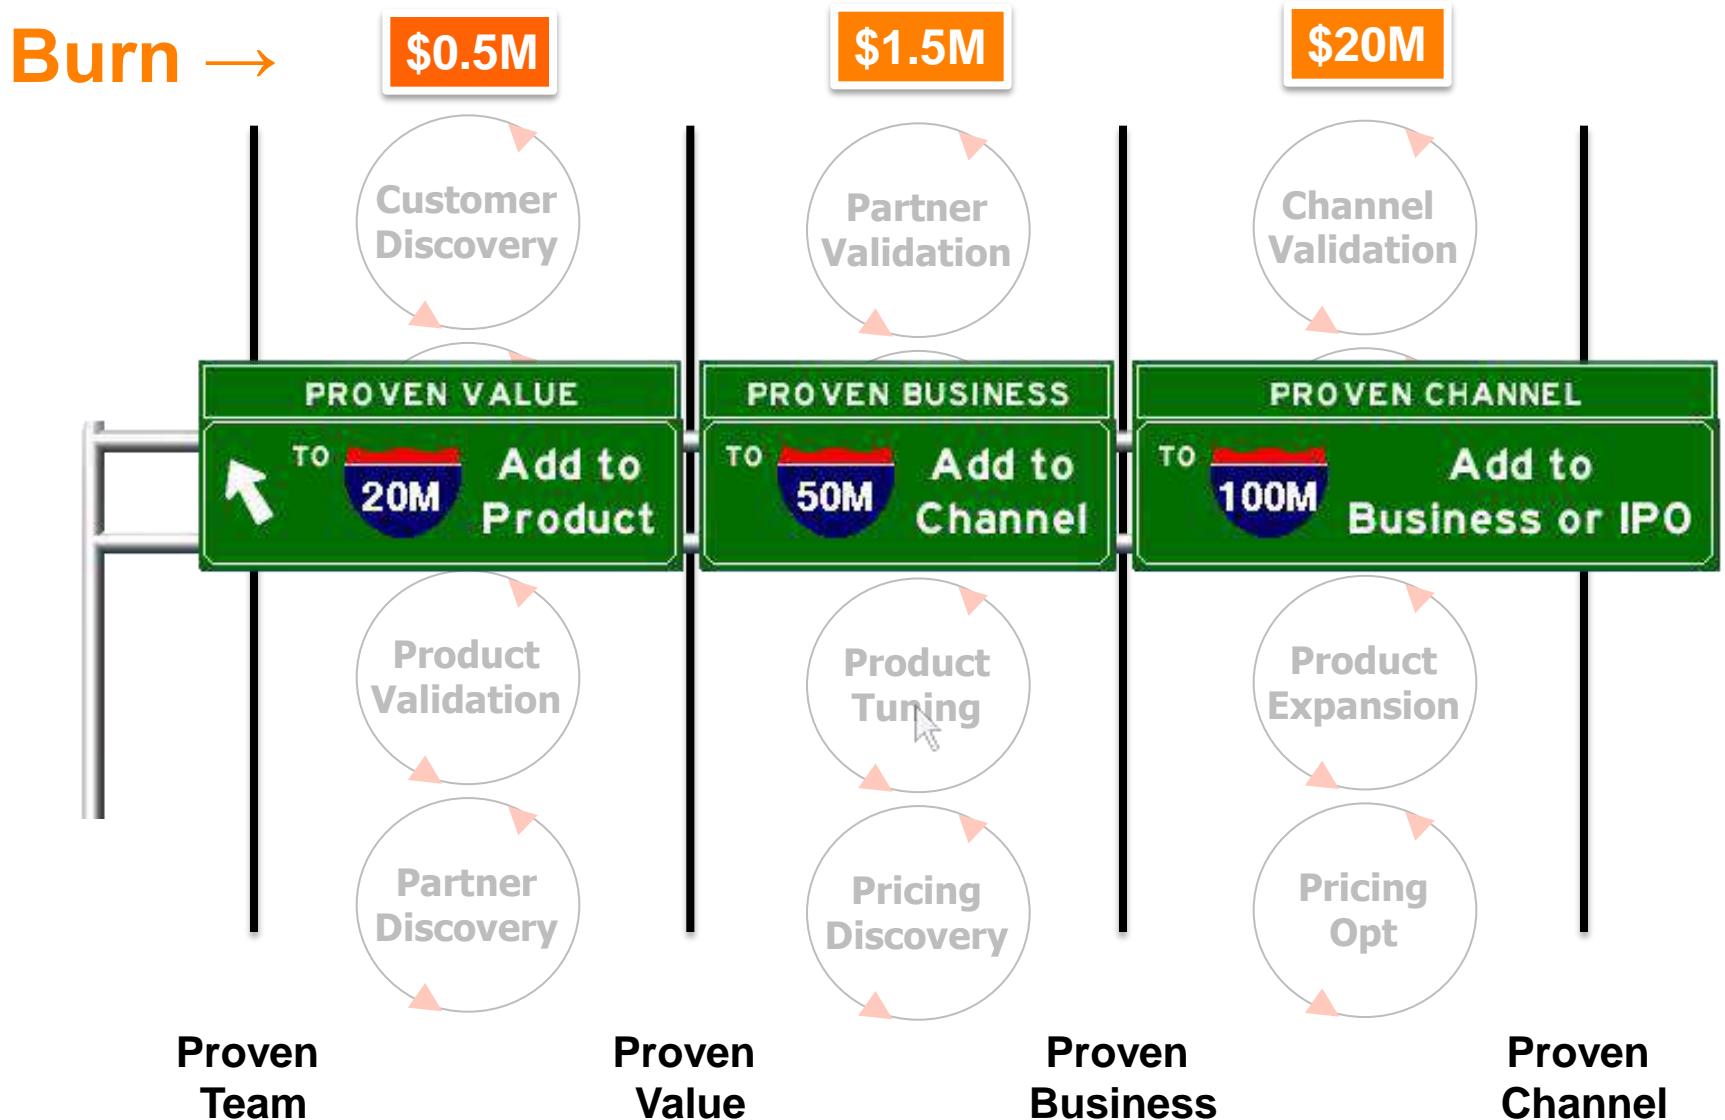 Burn →
$0.5M
$1.5M
$20M
Customer
Discovery
Partner
Validation
Channel
Validation
PROVEN VALUE
TO
20M
Add to
Product
PROVEN BUSINESS
TO
50M
Add to
Channel
PROVEN CHANNEL
TO
100M
Add to
Business or IPO
Product
Validation
Product
Tuning
Product
Expansion
Partner
Discovery
Pricing
Discovery
Pricing
Opt
Proven
Team
Proven
Value
Proven
Business
Proven
Channel